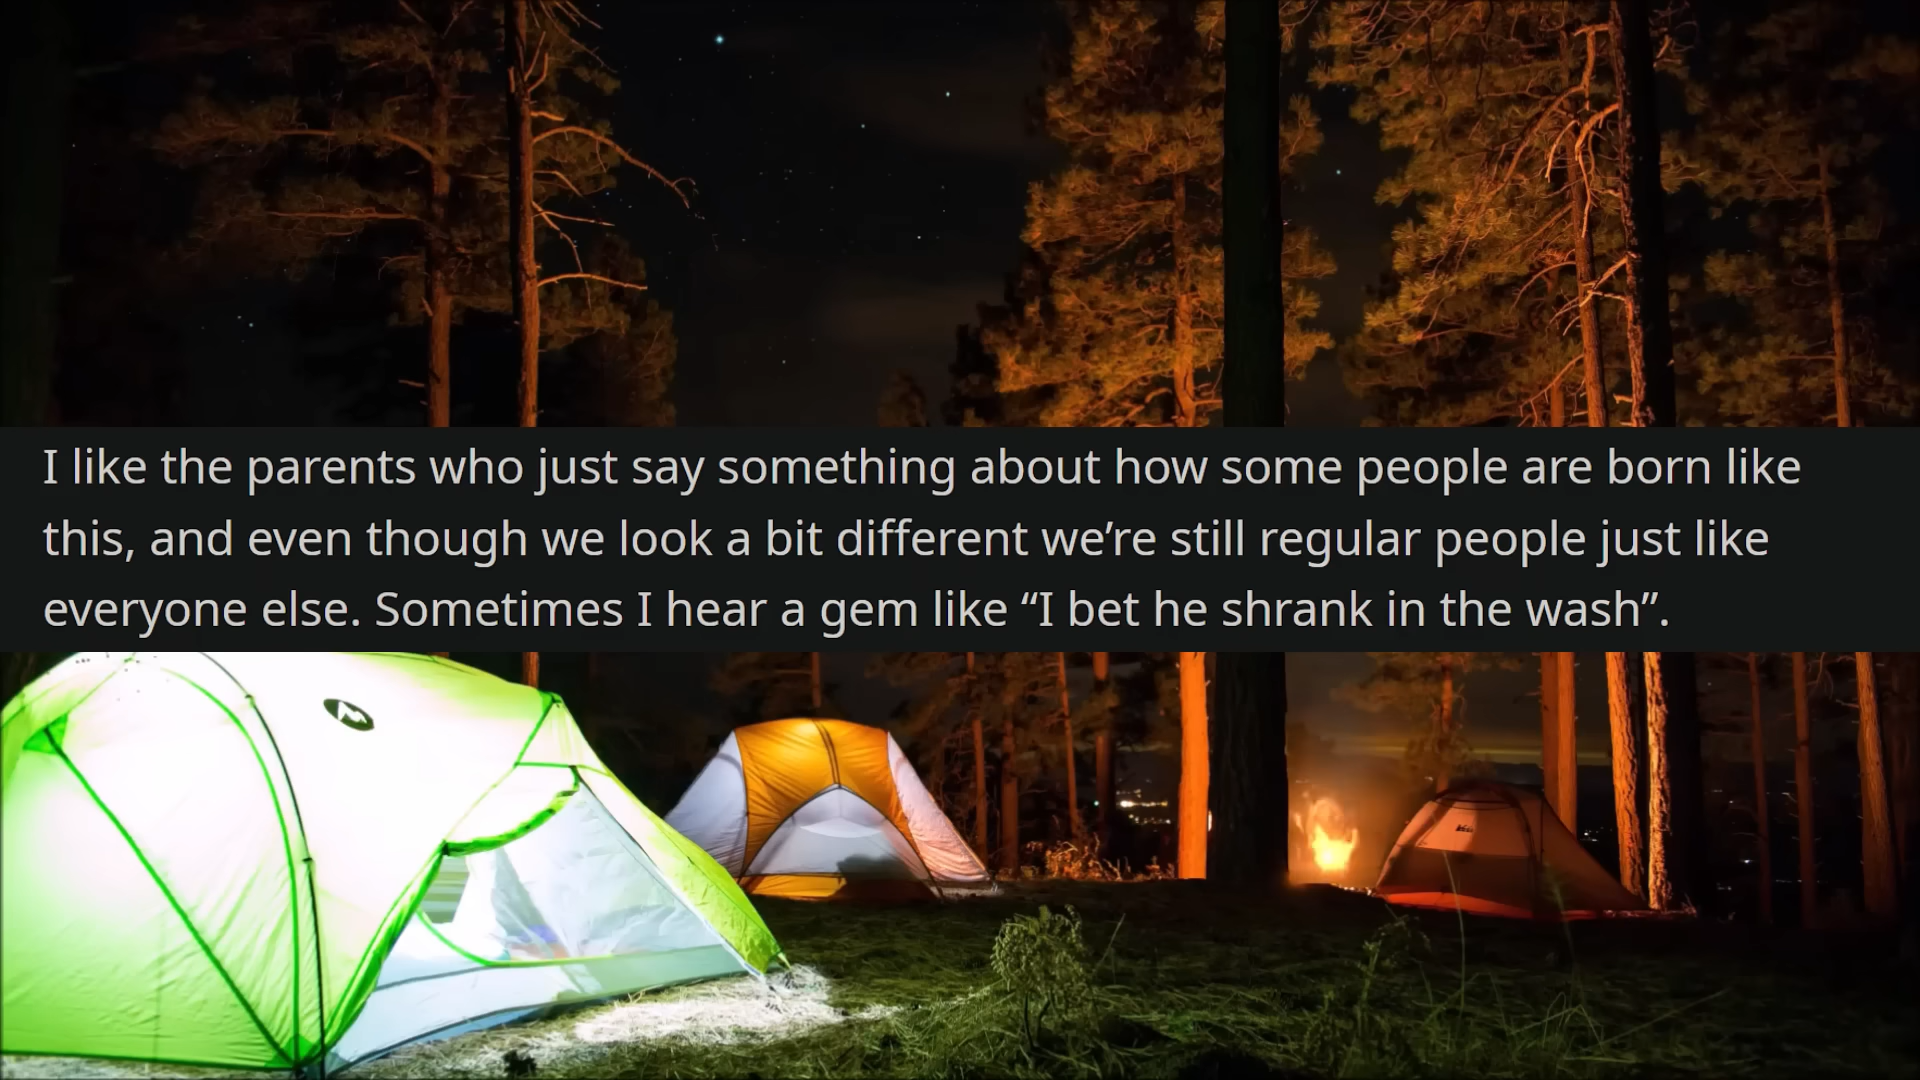 I like the parents who just say something about how some people are born like
this, and even though we look a bit different we’re still regular people just like
everyone else. Sometimes I hear a gem like “I bet he shrank in the wash”.